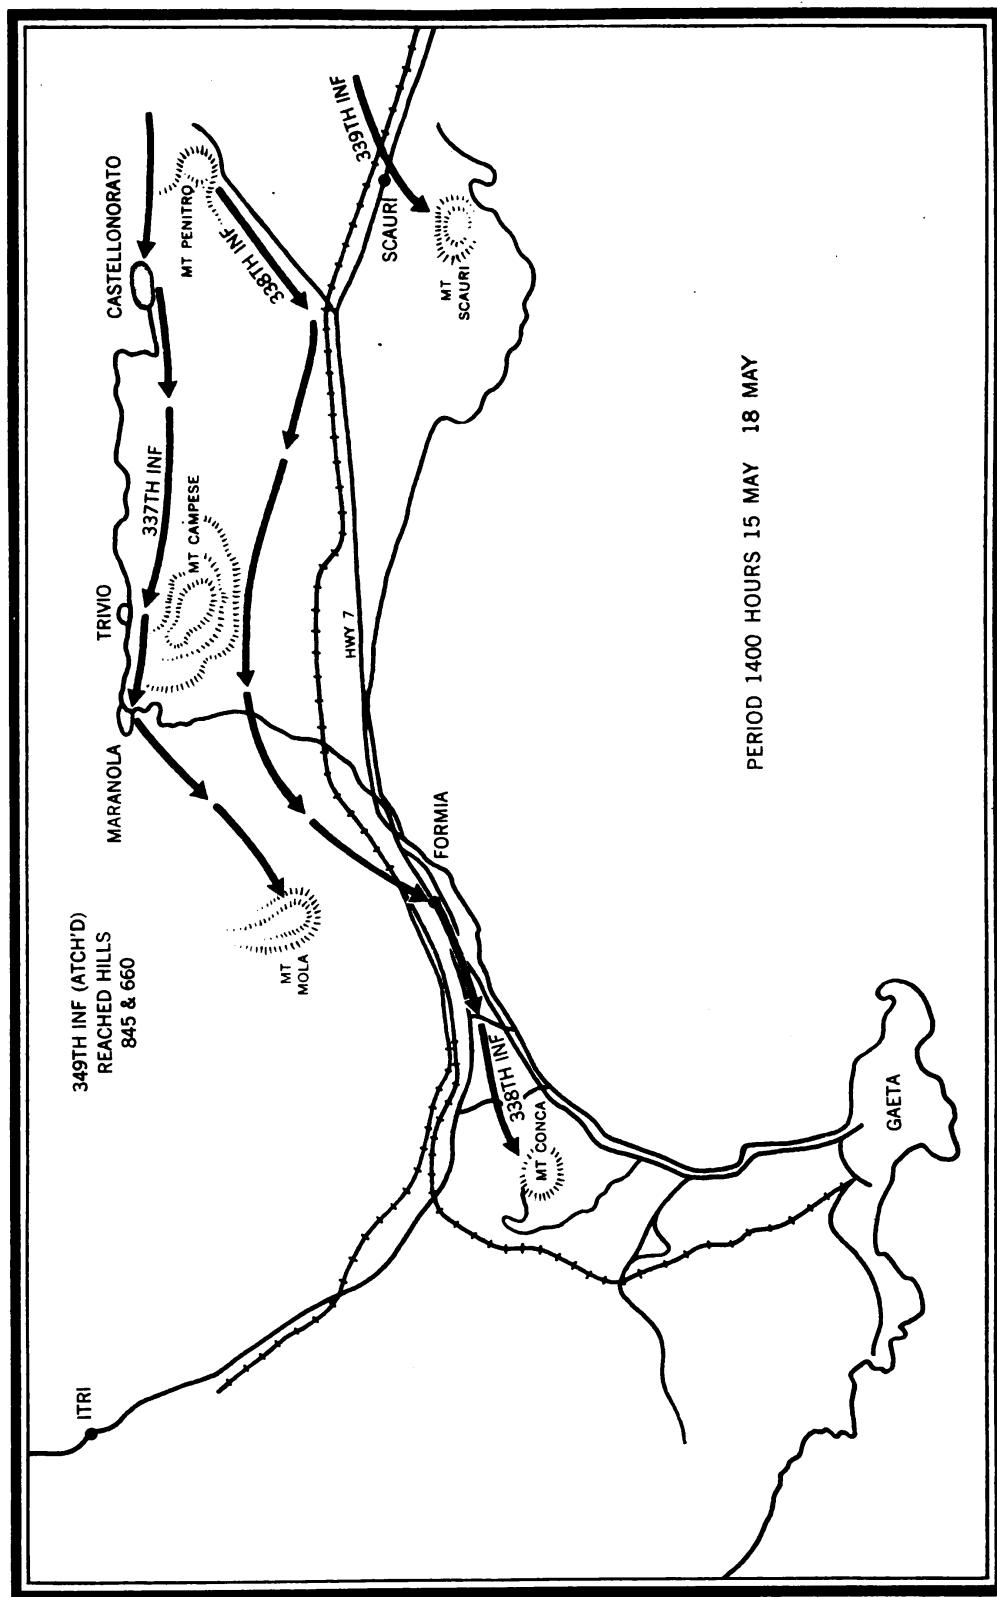 ITRI
349TH INF (ATCH'D)
REACHED HILLS
845 & 660
MARANOLA
TRIVIO
CASTELLONORATO
337TH INF
MT CAMPESE
MT PENITRO
338TH INF
339TH INF
SCAURI
MT
SCAURI
HWY 7
MT
MOLA
FORMIA
338TH INF
MT CONCA
GAETA
PERIOD 1400 HOURS 15 MAY 18 MAY